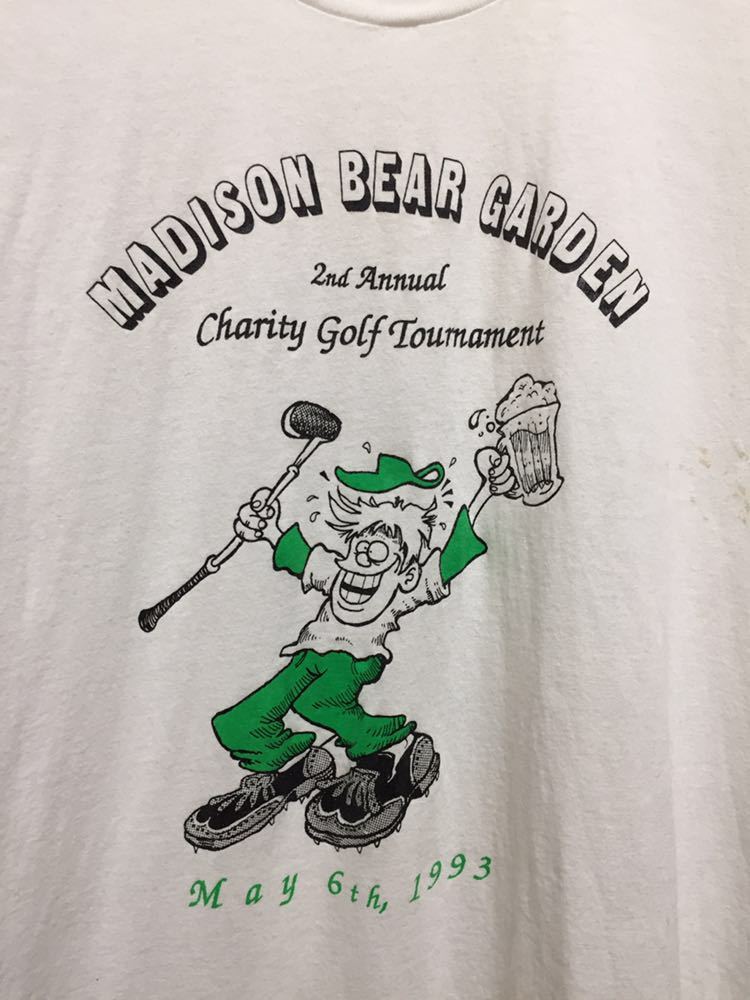 MADISON BEAR GARDEN
2nd Annual
Charity Golf Tournament
May 6th, 1993